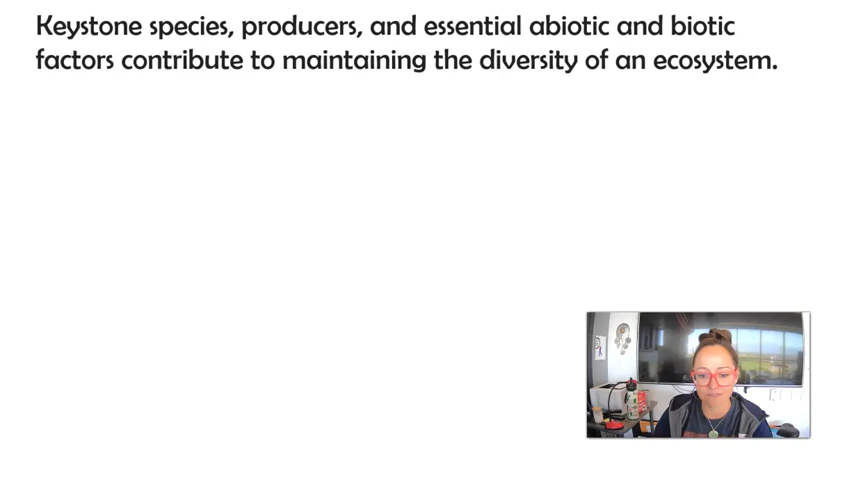 Keystone species, producers, and essential abiotic and biotic
factors contribute to maintaining the diversity of an ecosystem.